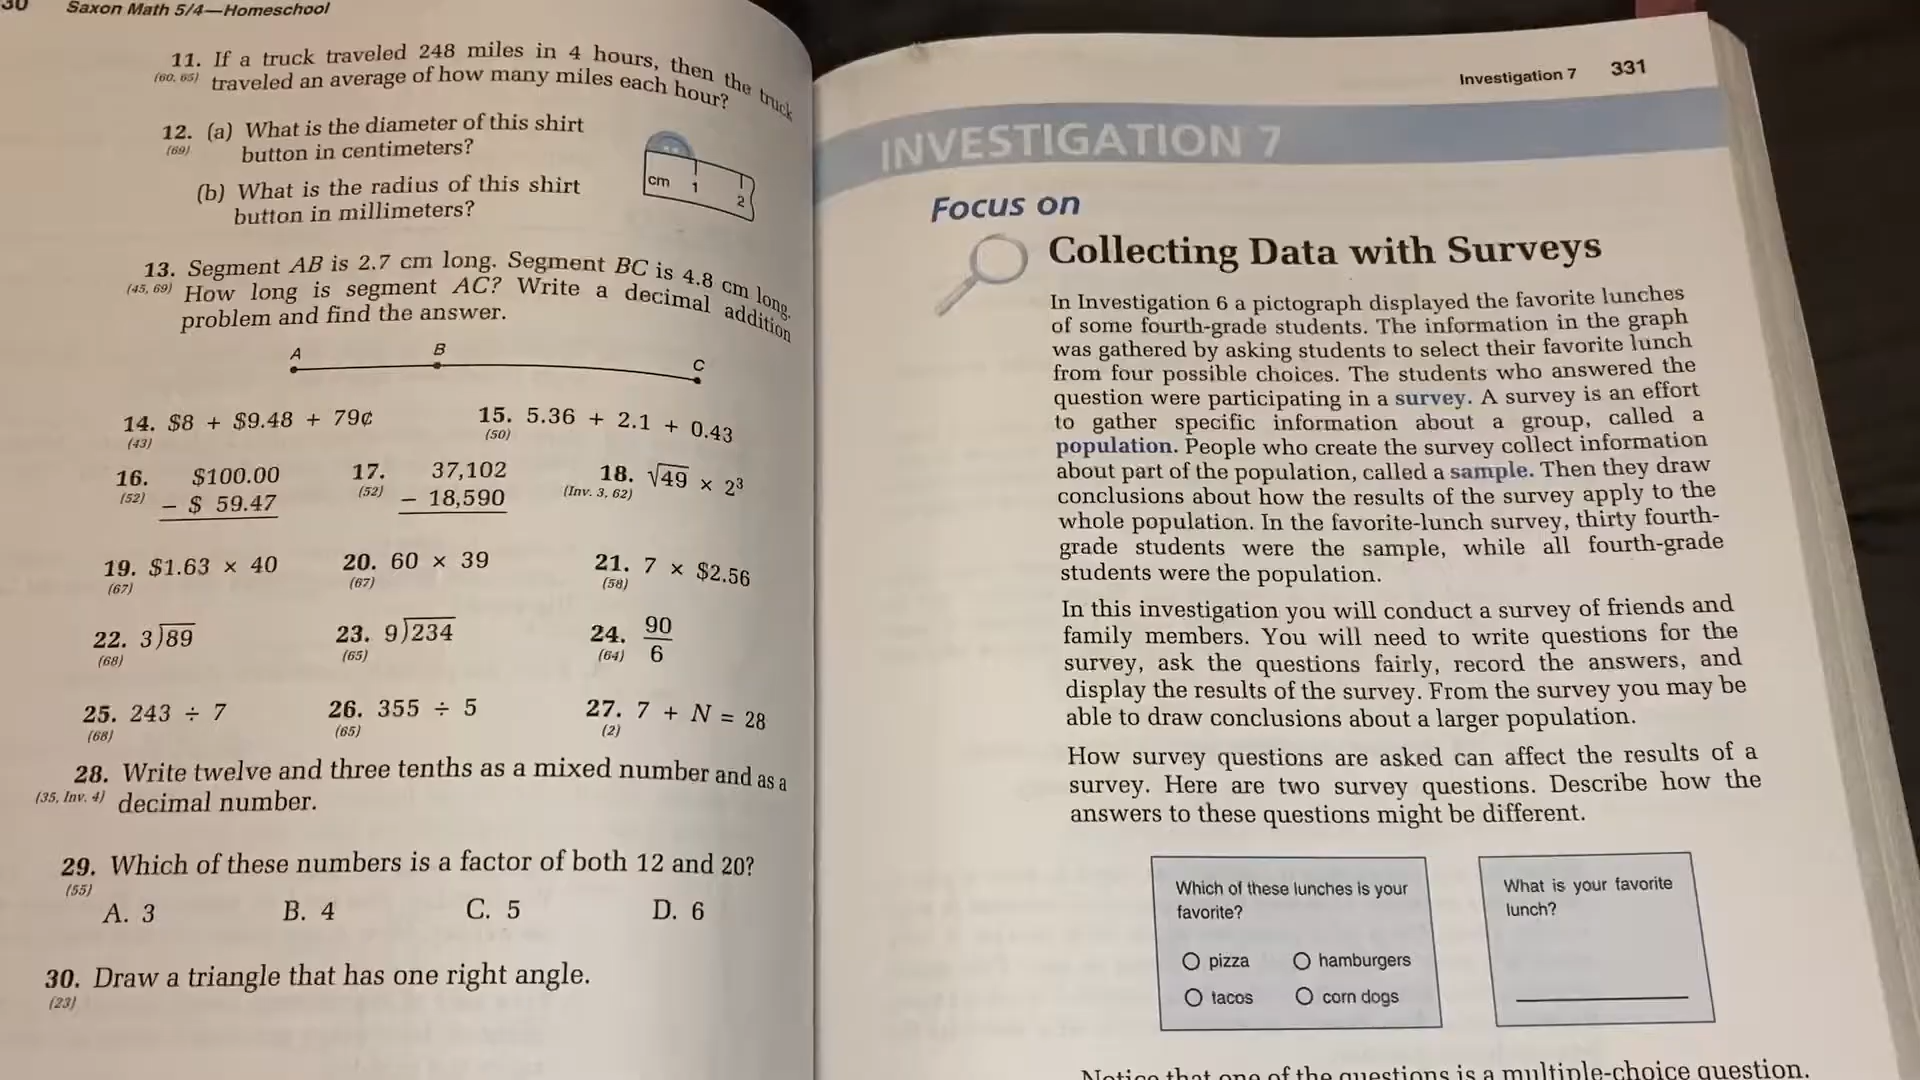 30 Saxon Math 5/4—Homeschool
11. If a truck traveled 248 miles in 4 hours, then the truck
(60, 65) traveled an average of how many miles each hour?
12. (a) What is the diameter of this shirt
(69) button in centimeters?
(b) What is the radius of this shirt
button in millimeters?
cm 1 2
13. Segment AB is 2.7 cm long. Segment BC is 4.8 cm long.
(45, 69) How long is segment AC? Write a decimal addition
problem and find the answer.
A B C
14. $8 + $9.48 + 79¢ 15. 5.36 + 2.1 + 0.43
(43) (50)
16. $100.00 17. 37,102 18. √49 × 2³
(52) − $ 59.47 (52) − 18,590 (Inv. 3, 62)
19. $1.63 × 40 20. 60 × 39 21. 7 × $2.56
(67) (67) (58)
22. 3)89 23. 9)234 24. 90/6
(68) (65) (64)
25. 243 ÷ 7 26. 355 ÷ 5 27. 7 + N = 28
(68) (65) (2)
28. Write twelve and three tenths as a mixed number and as a
(35, Inv. 4) decimal number.
29. Which of these numbers is a factor of both 12 and 20?
(55)
A. 3 B. 4 C. 5 D. 6
30. Draw a triangle that has one right angle.
(23)
Investigation 7 331
INVESTIGATION 7
Focus on
Collecting Data with Surveys
In Investigation 6 a pictograph displayed the favorite lunches
of some fourth-grade students. The information in the graph
was gathered by asking students to select their favorite lunch
from four possible choices. The students who answered the
question were participating in a survey. A survey is an effort
to gather specific information about a group, called a
population. People who create the survey collect information
about part of the population, called a sample. Then they draw
conclusions about how the results of the survey apply to the
whole population. In the favorite-lunch survey, thirty fourth-
grade students were the sample, while all fourth-grade
students were the population.
In this investigation you will conduct a survey of friends and
family members. You will need to write questions for the
survey, ask the questions fairly, record the answers, and
display the results of the survey. From the survey you may be
able to draw conclusions about a larger population.
How survey questions are asked can affect the results of a
survey. Here are two survey questions. Describe how the
answers to these questions might be different.
Which of these lunches is your
favorite?
pizza hamburgers
tacos corn dogs
What is your favorite
lunch?
Notice that one of the questions is a multiple-choice question.